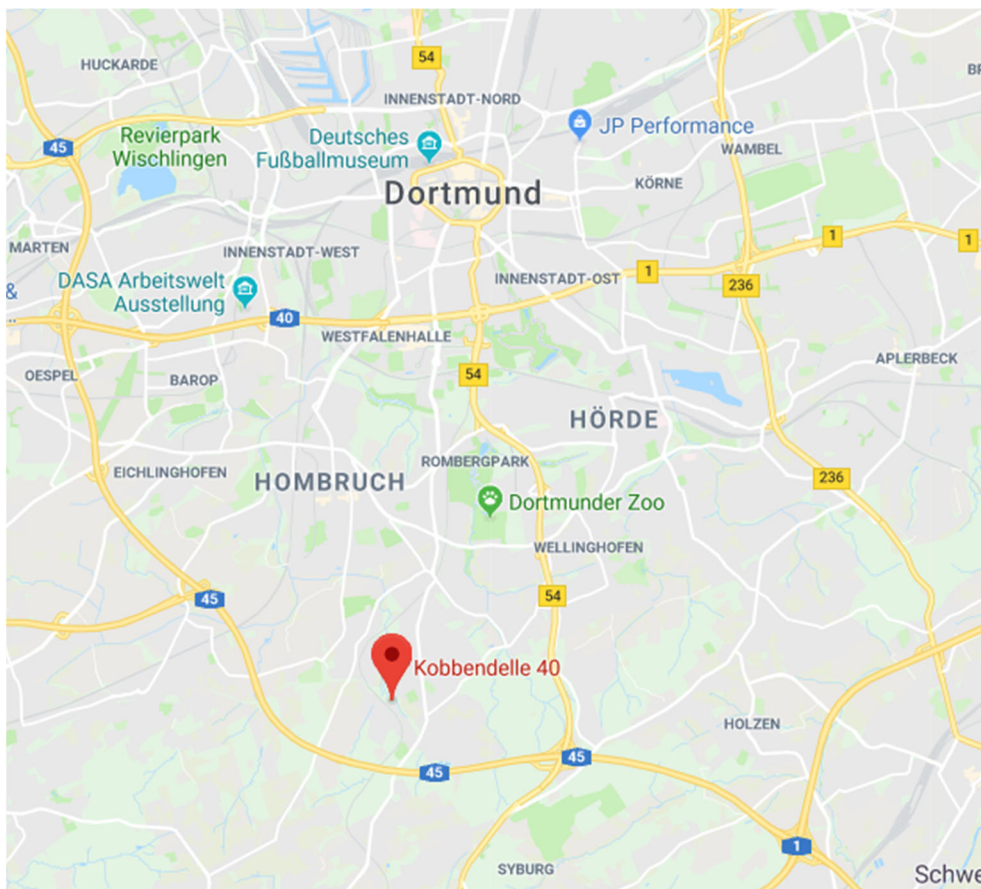 54
HUCKARDE
BR
INNENSTADT-NORD
Revierpark
Wischlingen
Deutsches
Fußballmuseum
JP Performance
45
WAMBEL
KÖRNE
Dortmund
MARTEN
INNENSTADT-WEST
1
1
1
INNENSTADT-OST
236
&
..
DASA Arbeitswelt
Ausstellung
40
WESTFALENHALLE
APLERBECK
OESPEL
BAROP
54
HÖRDE
EICHLINGHOFEN
HOMBRUCH
ROMBERGPARK
236
Dortmunder Zoo
WELLINGHOFEN
45
54
Kobbendelle 40
HOLZEN
45
45
1
SYBURG
Schwe